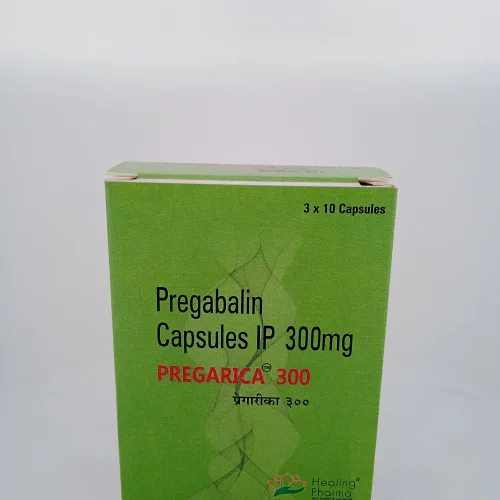 3 x 10 Capsules
Pregabalin
Capsules IP 300mg
PREGARICA 300
प्रेगारीका ३००
Healing
Pharma